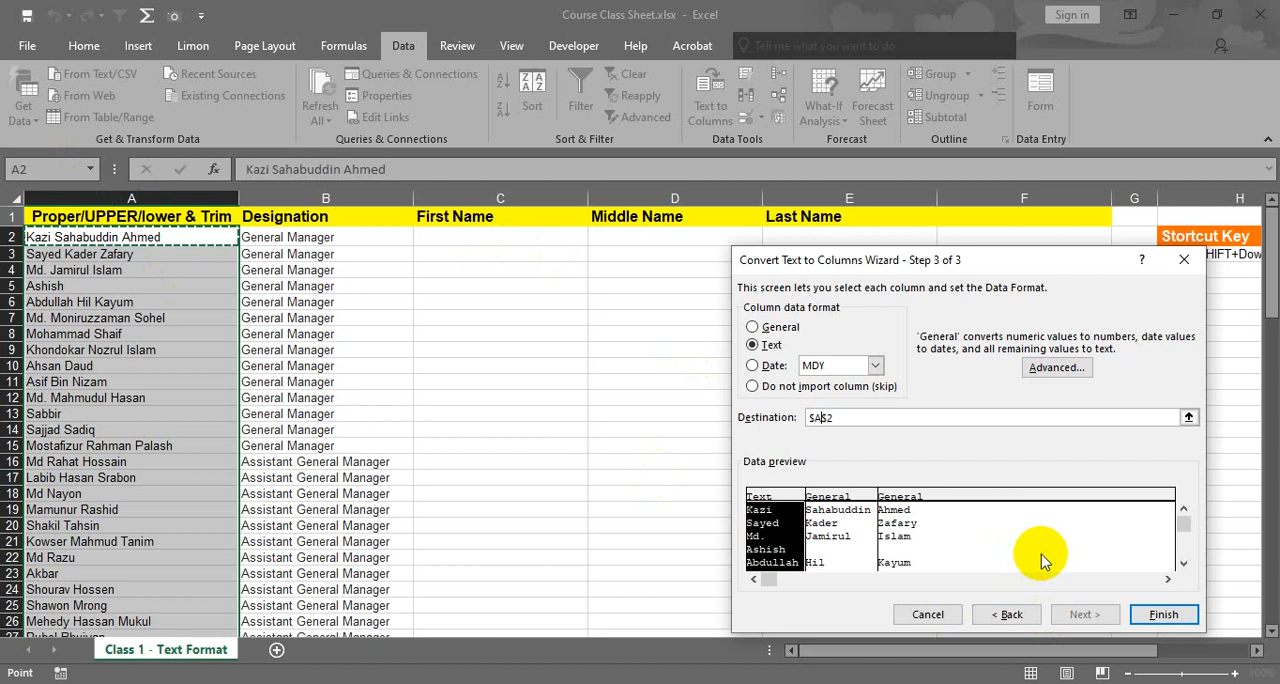 Course Class Sheet.xlsx - Excel
Sign in
File Home Insert Limon Page Layout Formulas Data Review View Developer Help Acrobat Tell me what you want to do
Get Data
From Text/CSV
From Web
From Table/Range
Recent Sources
Existing Connections
Get & Transform Data
Refresh All
Queries & Connections
Properties
Edit Links
Queries & Connections
Sort
Filter
Clear
Reapply
Advanced
Sort & Filter
Text to Columns
Data Tools
What-If Analysis
Forecast Sheet
Forecast
Group
Ungroup
Subtotal
Outline
Form
Data Entry
A2 fx Kazi Sahabuddin Ahmed
A B C D E F G H
1 Proper/UPPER/lower & Trim Designation First Name Middle Name Last Name
2 Kazi Sahabuddin Ahmed General Manager Stortcut Key
3 Sayed Kader Zafary General Manager HIFT+Dow
4 Md. Jamirul Islam General Manager
5 Ashish General Manager
6 Abdullah Hil Kayum General Manager
7 Md. Moniruzzaman Sohel General Manager
8 Mohammad Shaif General Manager
9 Khondokar Nozrul Islam General Manager
10 Ahsan Daud General Manager
11 Asif Bin Nizam General Manager
12 Md. Mahmudul Hasan General Manager
13 Sabbir General Manager
14 Sajjad Sadiq General Manager
15 Mostafizur Rahman Palash General Manager
16 Md Rahat Hossain Assistant General Manager
17 Labib Hasan Srabon Assistant General Manager
18 Md Nayon Assistant General Manager
19 Mamunur Rashid Assistant General Manager
20 Shakil Tahsin Assistant General Manager
21 Kowser Mahmud Tanim Assistant General Manager
22 Md Razu Assistant General Manager
23 Akbar Assistant General Manager
24 Shourav Hossen Assistant General Manager
25 Shawon Mrong Assistant General Manager
26 Mehedy Hassan Mukul Assistant General Manager
Convert Text to Columns Wizard - Step 3 of 3 ?
This screen lets you select each column and set the Data Format.
Column data format
General
Text
Date: MDY
Do not import column (skip)
'General' converts numeric values to numbers, date values
to dates, and all remaining values to text.
Advanced...
Destination: $A$2
Data preview
Text General General
Kazi Sahabuddin Ahmed
Sayed Kader Zafary
Md. Jamirul Islam
Ashish
Abdullah Hil Kayum
Cancel < Back Next > Finish
Class 1 - Text Format
Point
100%